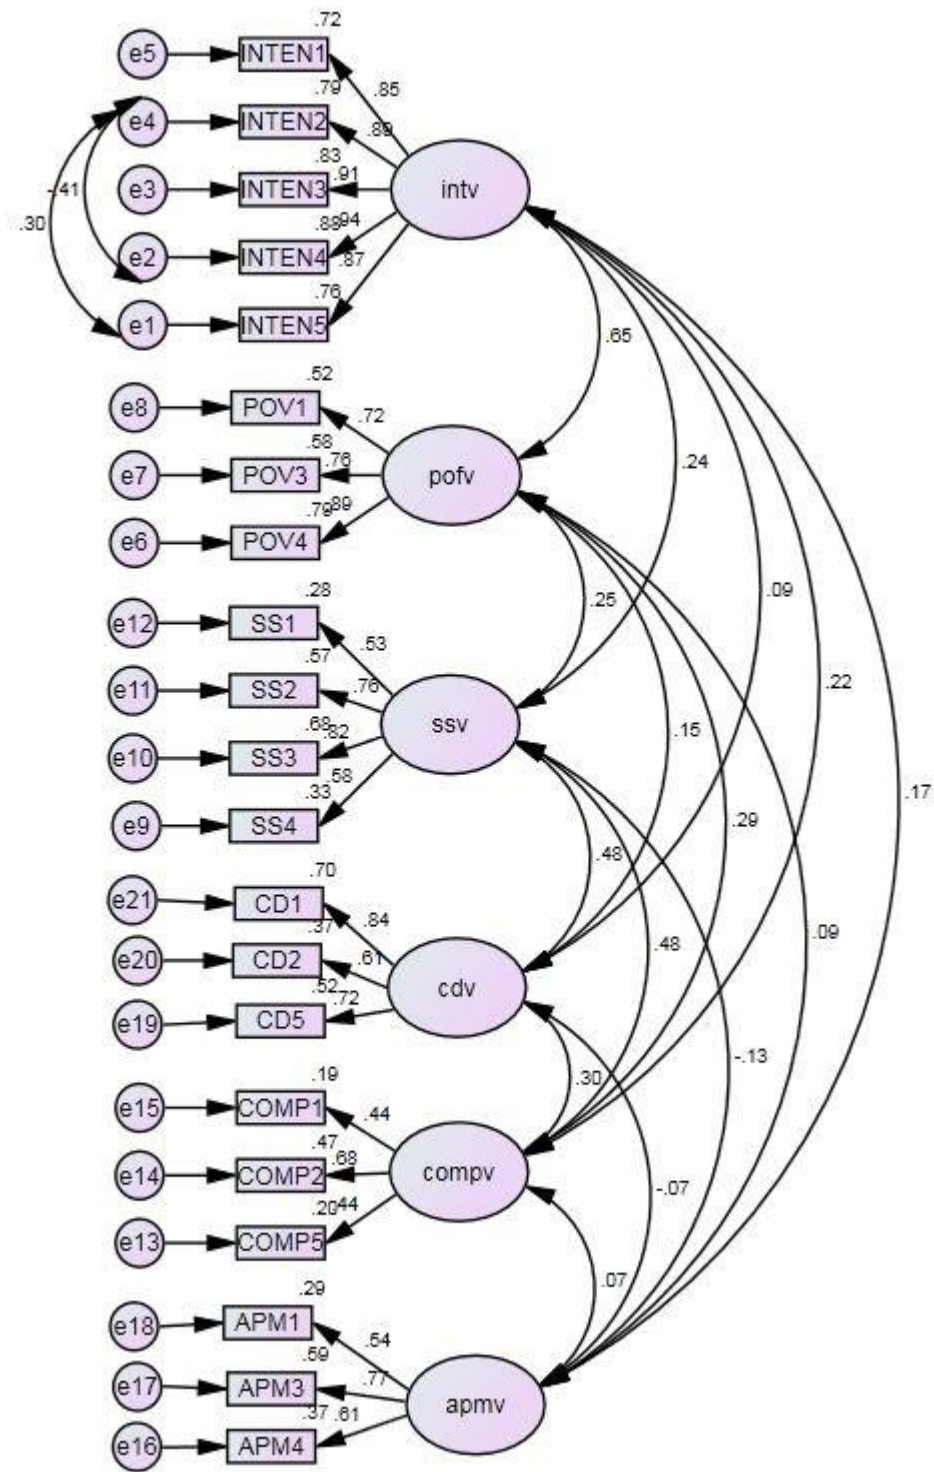 .72
e5 INTEN1
.85
.79
e4 INTEN2
.89
.83
e3 INTEN3 .91 intv
-.41
.30
.88 .94
e2 INTEN4
.87
.76
e1 INTEN5
.65
.52
e8 POV1
.72
.58
e7 POV3 .76 pofv
.24
.79 .89
e6 POV4
.28
.25
.09
e12 SS1
.53
.57
e11 SS2 .76
.22
.68 .82 ssv
.15
e10 SS3
.58
.17
.33
e9 SS4
.29
.48
.70
e21 CD1
.84
.37
.09
e20 CD2 .61
.48
.52 .72 cdv
e19 CD5
-.13
.19
.30
e15 COMP1
.44
.47
e14 COMP2 .68 compv
-.07
.20 .44
e13 COMP5
.07
.29
e18 APM1
.54
.59
e17 APM3 .77
.37 .61 apmv
e16 APM4